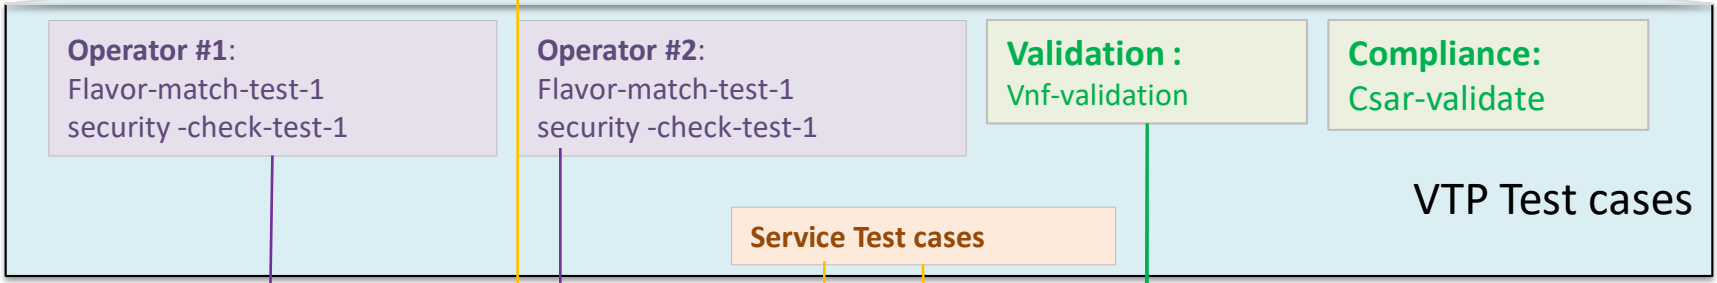 Operator #1:
Flavor-match-test-1
security -check-test-1
Operator #2:
Flavor-match-test-1
security -check-test-1
Validation :
Vnf-validation
Compliance:
Csar-validate
VTP Test cases
Service Test cases